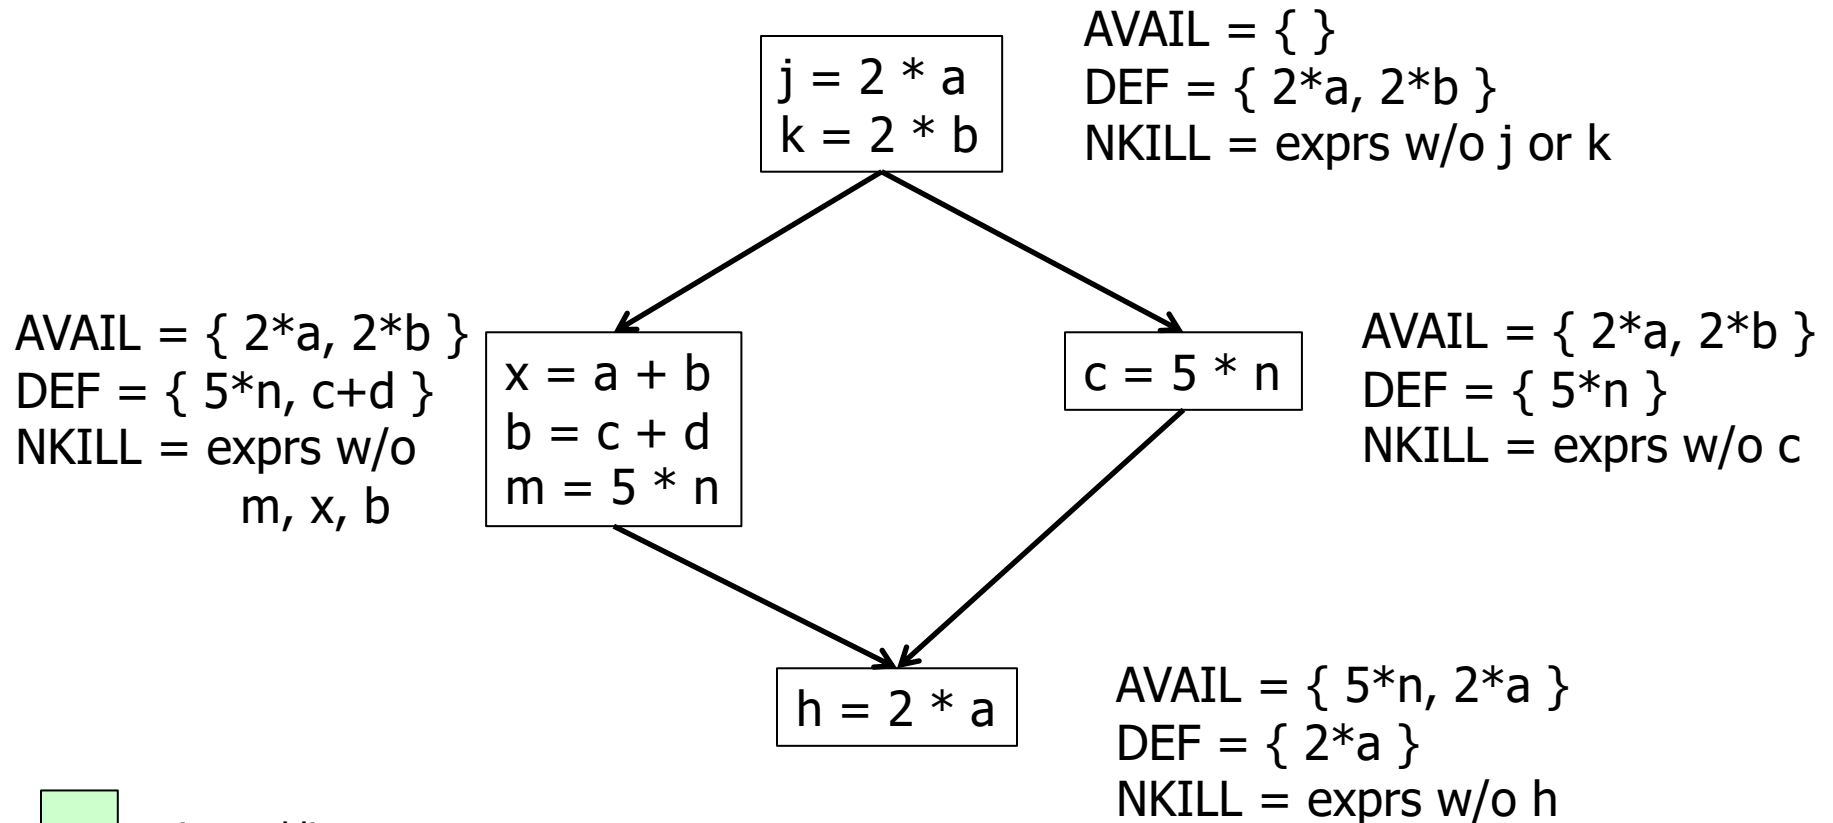 j = 2 * a
k = 2 * b
AVAIL = { }
DEF = { 2*a, 2*b }
NKILL = exprs w/o j or k
AVAIL = { 2*a, 2*b }
DEF = { 5*n, c+d }
NKILL = exprs w/o
m, x, b
x = a + b
b = c + d
m = 5 * n
c = 5 * n
AVAIL = { 2*a, 2*b }
DEF = { 5*n }
NKILL = exprs w/o c
h = 2 * a
AVAIL = { 5*n, 2*a }
DEF = { 2*a }
NKILL = exprs w/o h